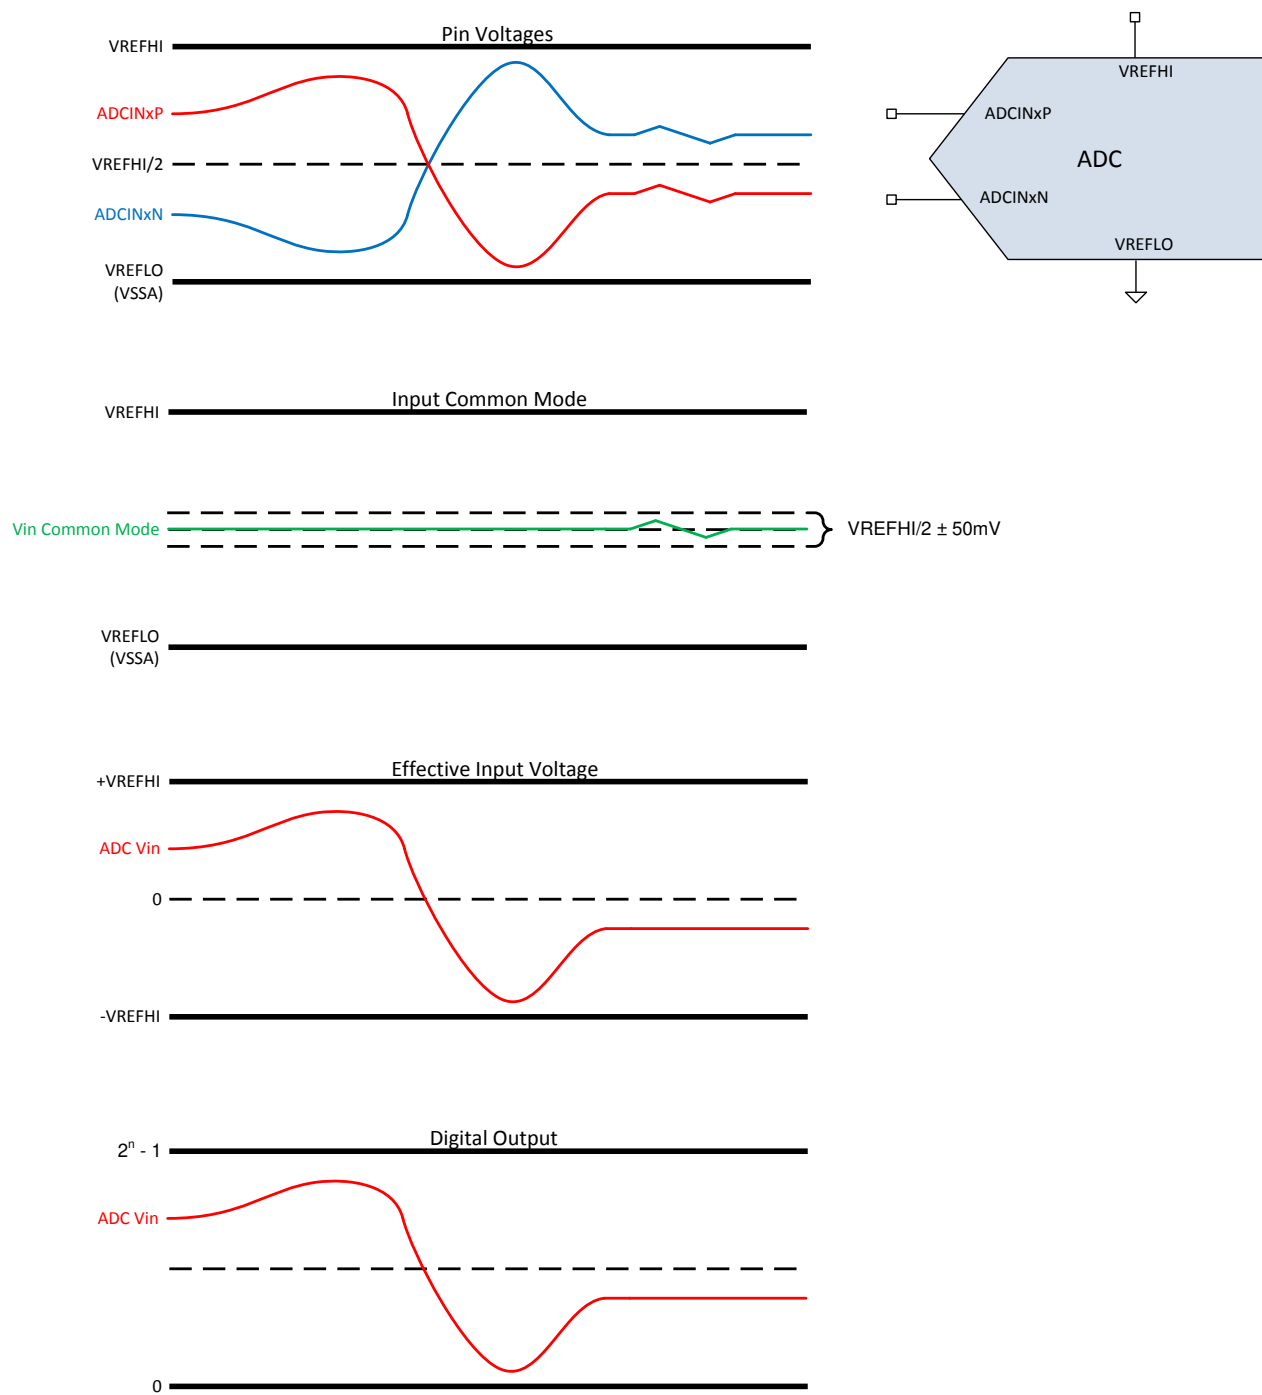 Pin Voltages
VREFHI
ADCINxP
VREFHI/2
ADCINxN
VREFLO
(VSSA)
VREFHI
ADCINxP
ADC
ADCINxN
VREFLO
Input Common Mode
VREFHI
Vin Common Mode
VREFHI/2 ± 50mV
VREFLO
(VSSA)
Effective Input Voltage
+VREFHI
ADC Vin
0
-VREFHI
Digital Output
2ⁿ - 1
ADC Vin
0